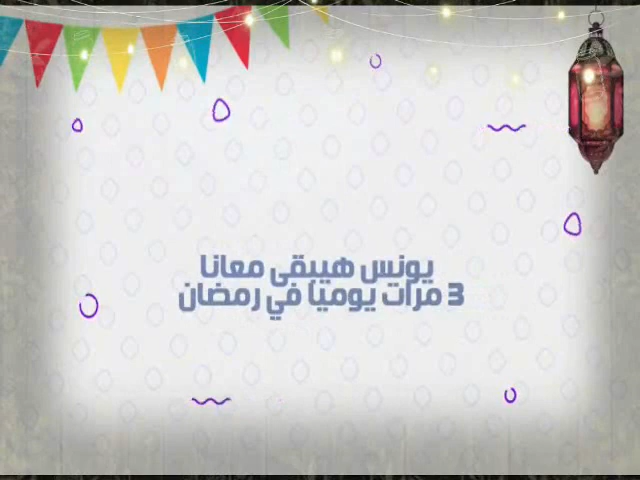 يونس هيبقى معانا
3 مرات يوميا في رمضان